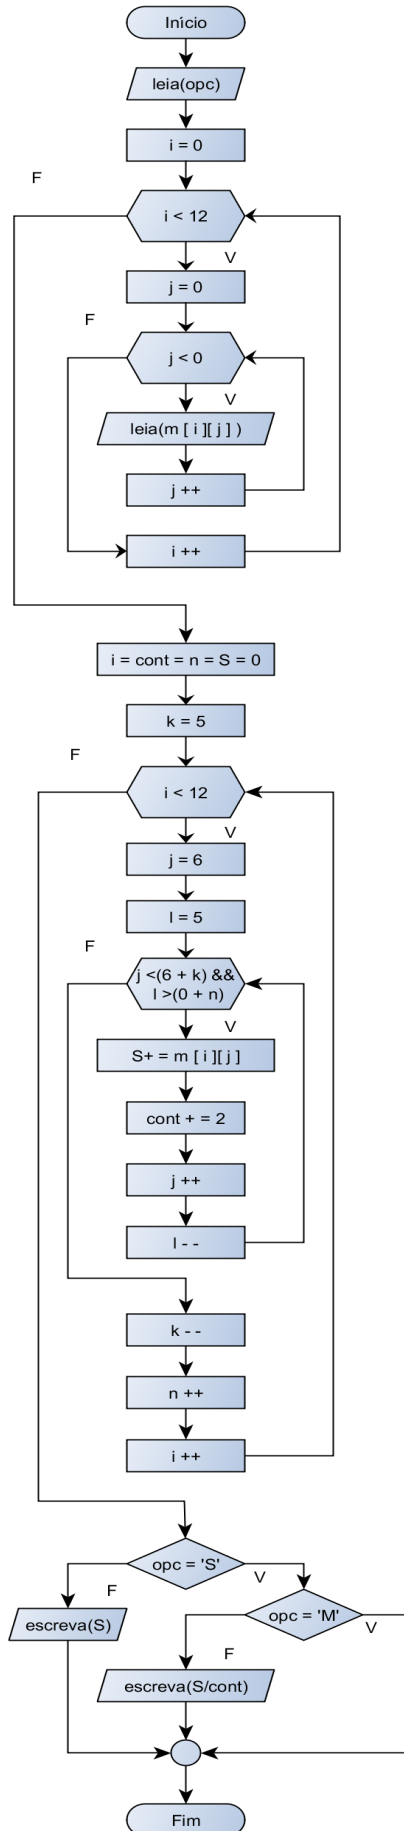 Início
leia(opc)
i = 0
F
i < 12
V
j = 0
F
j < 0
V
leia(m [ i ][ j ] )
j ++
i ++
i = cont = n = S = 0
k = 5
F
i < 12
V
j = 6
l = 5
F
j <(6 + k) &&
l >(0 + n)
V
S+ = m [ i ][ j ]
cont + = 2
j ++
l - -
k - -
n ++
i ++
opc = 'S'
V
F
opc = 'M'
V
escreva(S)
F
escreva(S/cont)
Fim